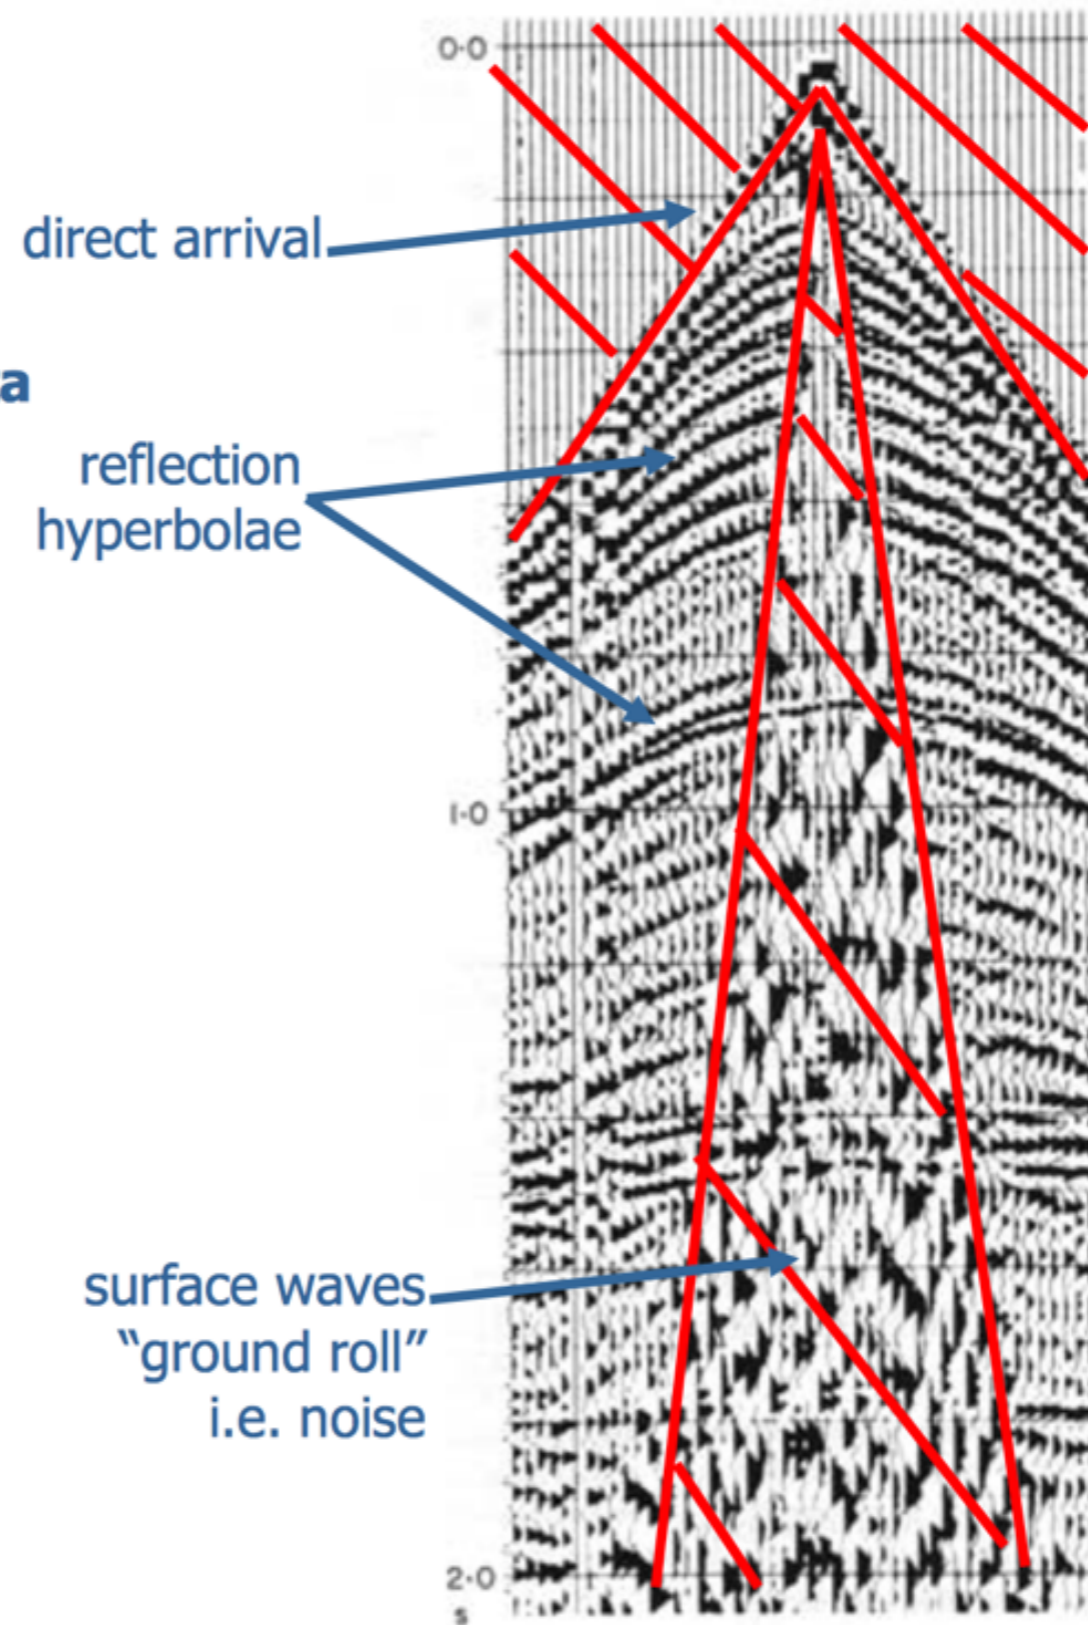 0·0
direct arrival
a
reflection
hyperbolae
1·0
surface waves
“ground roll”
i.e. noise
2·0
s